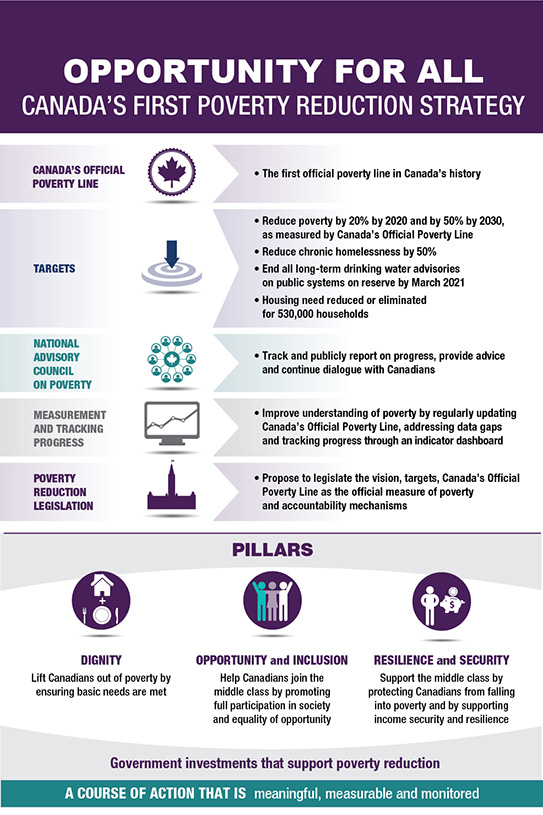 OPPORTUNITY FOR ALL
CANADA'S FIRST POVERTY REDUCTION STRATEGY
CANADA'S OFFICIAL
POVERTY LINE
• The first official poverty line in Canada's history
TARGETS
• Reduce poverty by 20% by 2020 and by 50% by 2030,
as measured by Canada's Official Poverty Line
• Reduce chronic homelessness by 50%
• End all long-term drinking water advisories
on public systems on reserve by March 2021
• Housing need reduced or eliminated
for 530,000 households
NATIONAL
ADVISORY
COUNCIL
ON POVERTY
• Track and publicly report on progress, provide advice
and continue dialogue with Canadians
MEASUREMENT
AND TRACKING
PROGRESS
• Improve understanding of poverty by regularly updating
Canada's Official Poverty Line, addressing data gaps
and tracking progress through an indicator dashboard
POVERTY
REDUCTION
LEGISLATION
• Propose to legislate the vision, targets, Canada's Official
Poverty Line as the official measure of poverty
and accountability mechanisms
PILLARS
+
$
DIGNITY
Lift Canadians out of poverty by
ensuring basic needs are met
OPPORTUNITY and INCLUSION
Help Canadians join the
middle class by promoting
full participation in society
and equality of opportunity
RESILIENCE and SECURITY
Support the middle class by
protecting Canadians from falling
into poverty and by supporting
income security and resilience
Government investments that support poverty reduction
A COURSE OF ACTION THAT IS meaningful, measurable and monitored